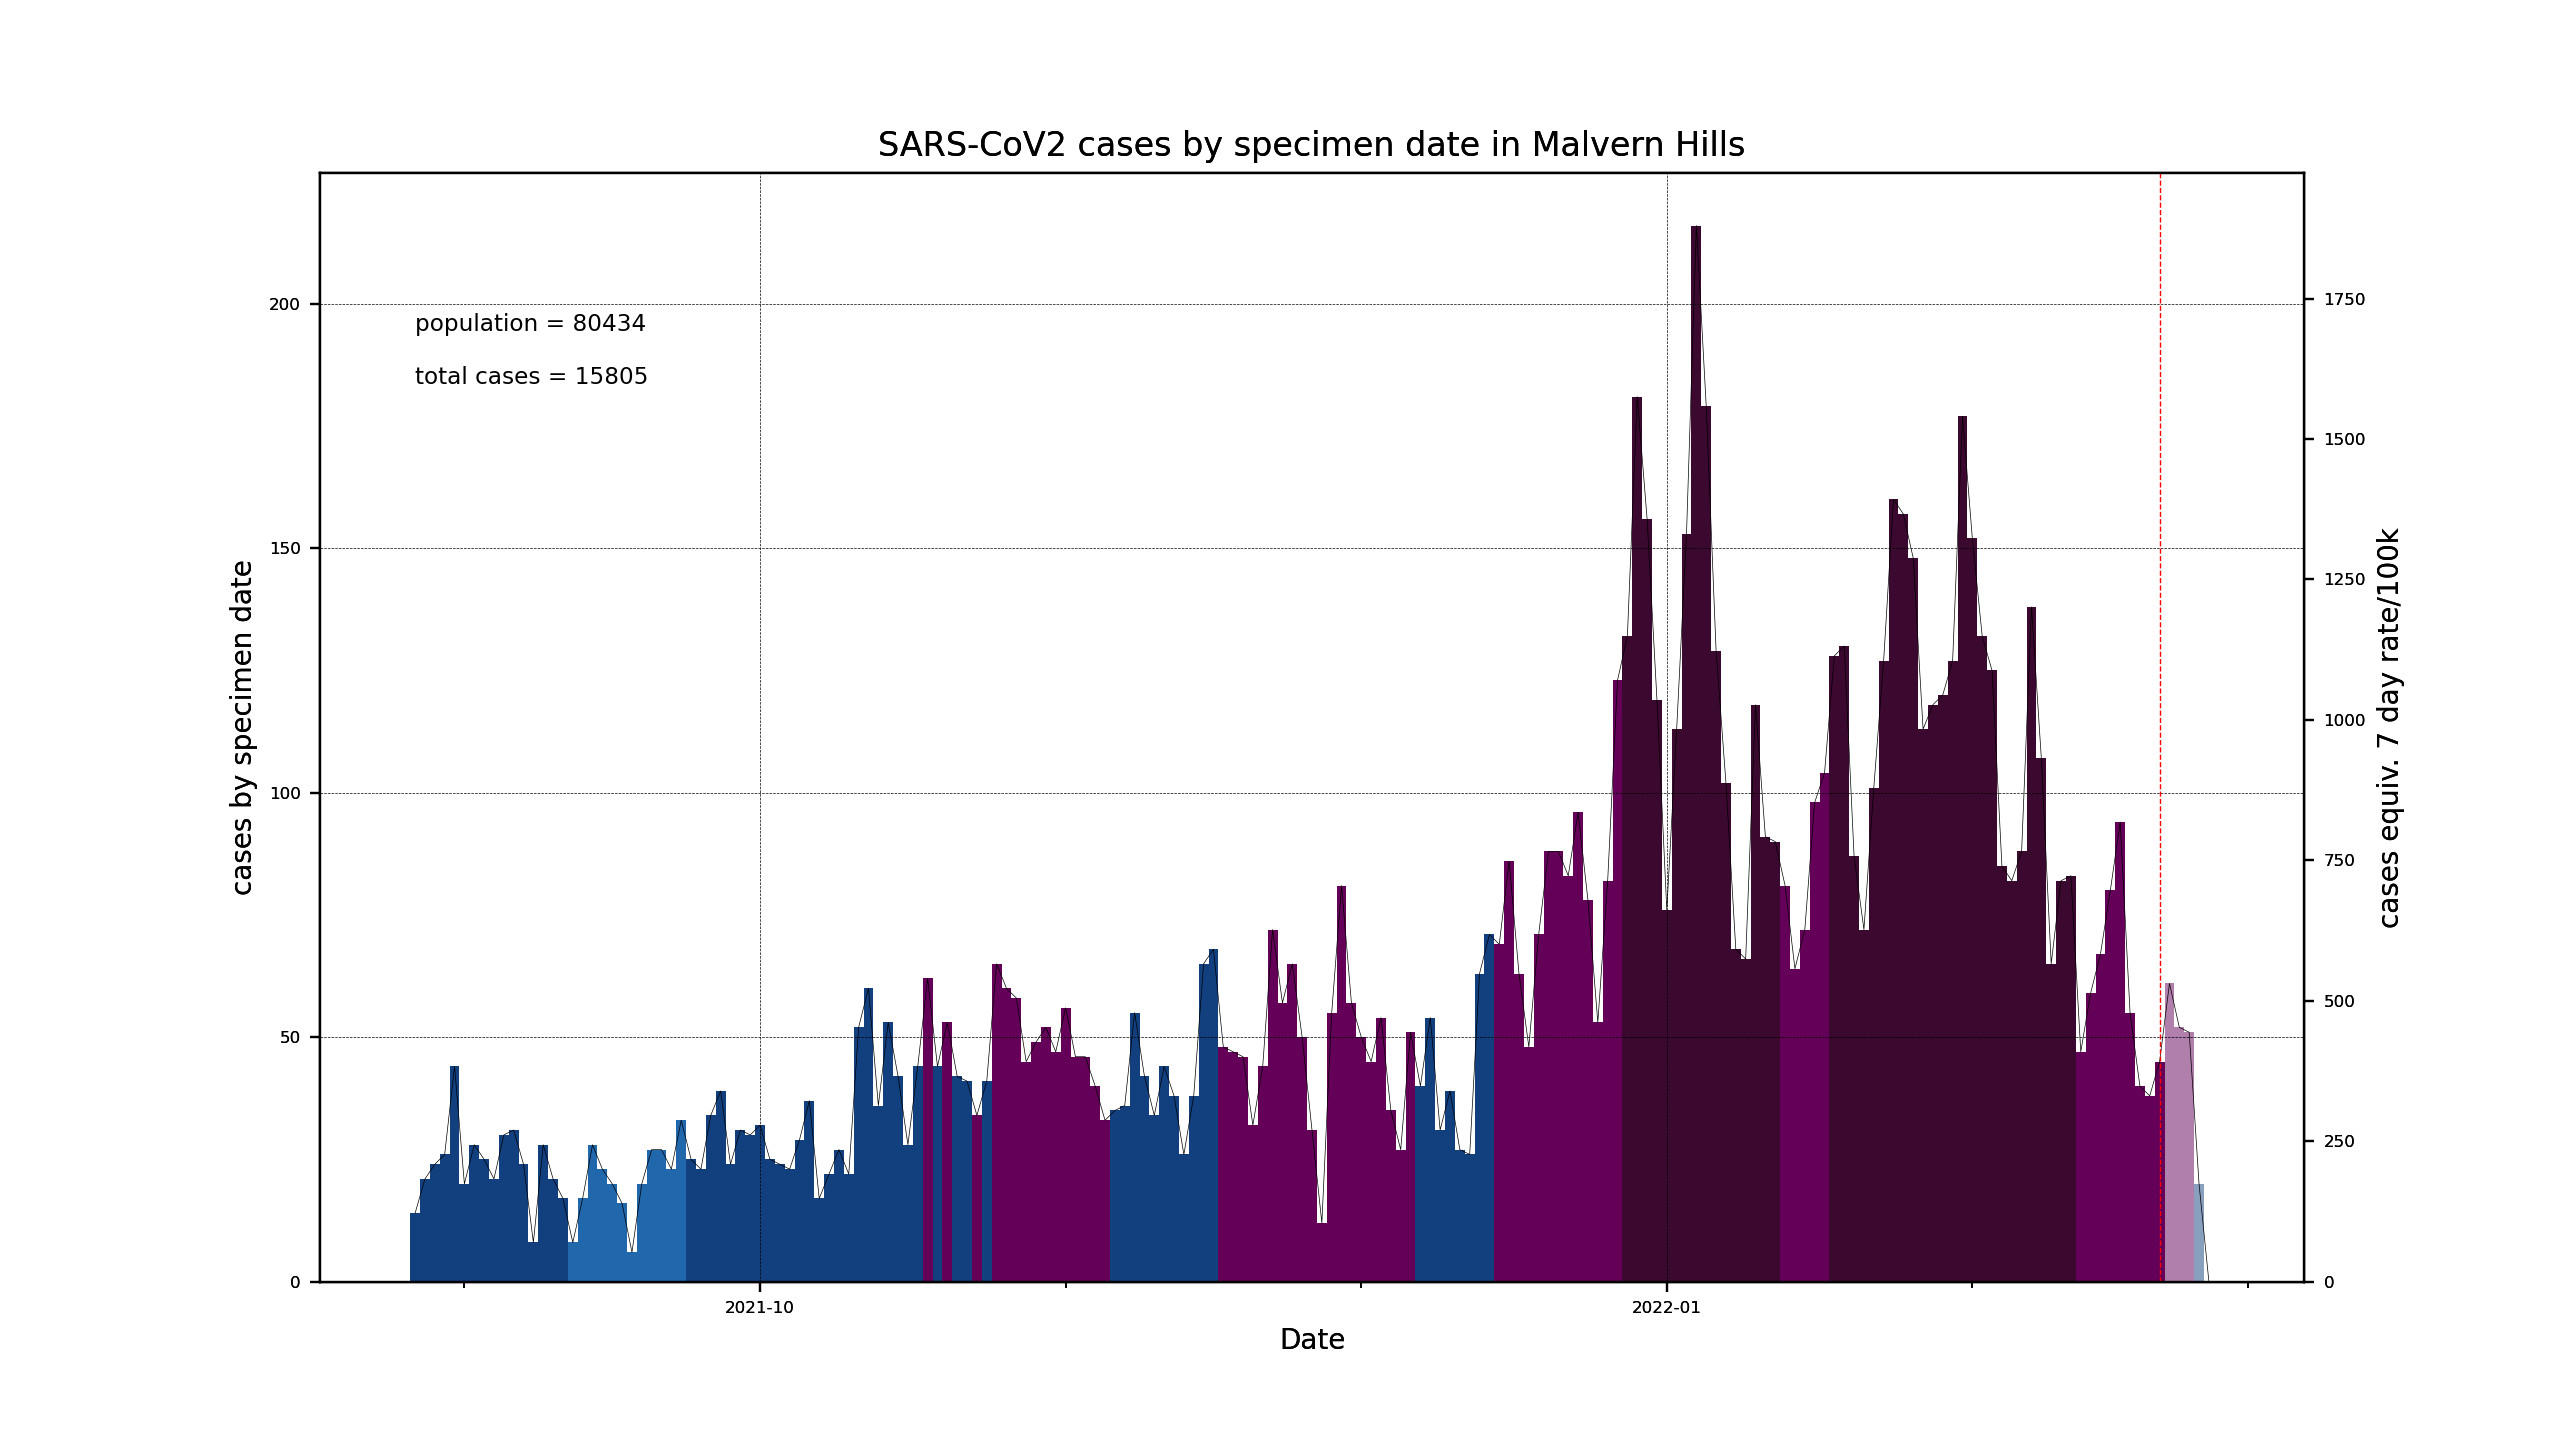 SARS-CoV2 cases by specimen date in Malvern Hills
population = 80434
total cases = 15805
cases by specimen date
200
150
100
50
0
1750
1500
1250
1000
750
500
250
0
cases equiv. 7 day rate/100k
2021-10
2022-01
Date